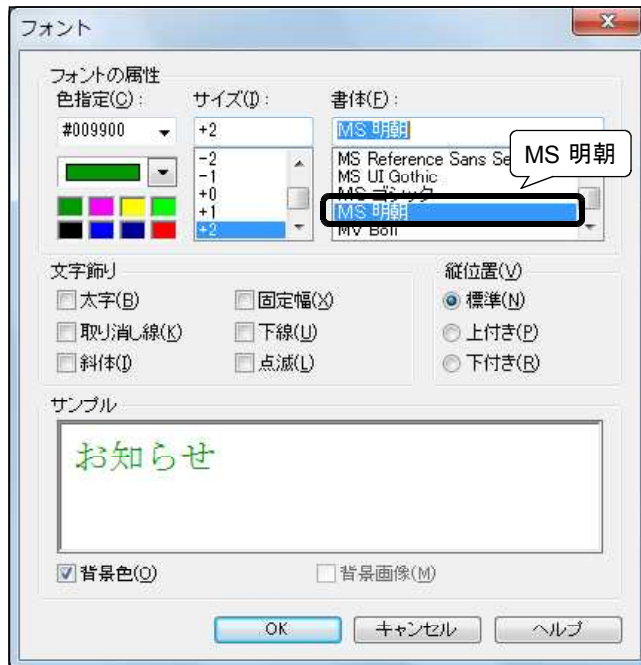 フォント
フォントの属性
色指定(C): サイズ(I): 書体(F):
#009900 +2 MS 明朝
-2
-1
+0
+1
+2
MS Reference Sans Se
MS UI Gothic
MS ゴシック
MS 明朝
MV Boli
MS 明朝
文字飾り
太字(B) 固定幅(X)
取り消し線(K) 下線(U)
斜体(I) 点滅(L)
縦位置(V)
標準(N)
上付き(P)
下付き(R)
サンプル
お知らせ
背景色(O) 背景画像(M)
OK キャンセル ヘルプ